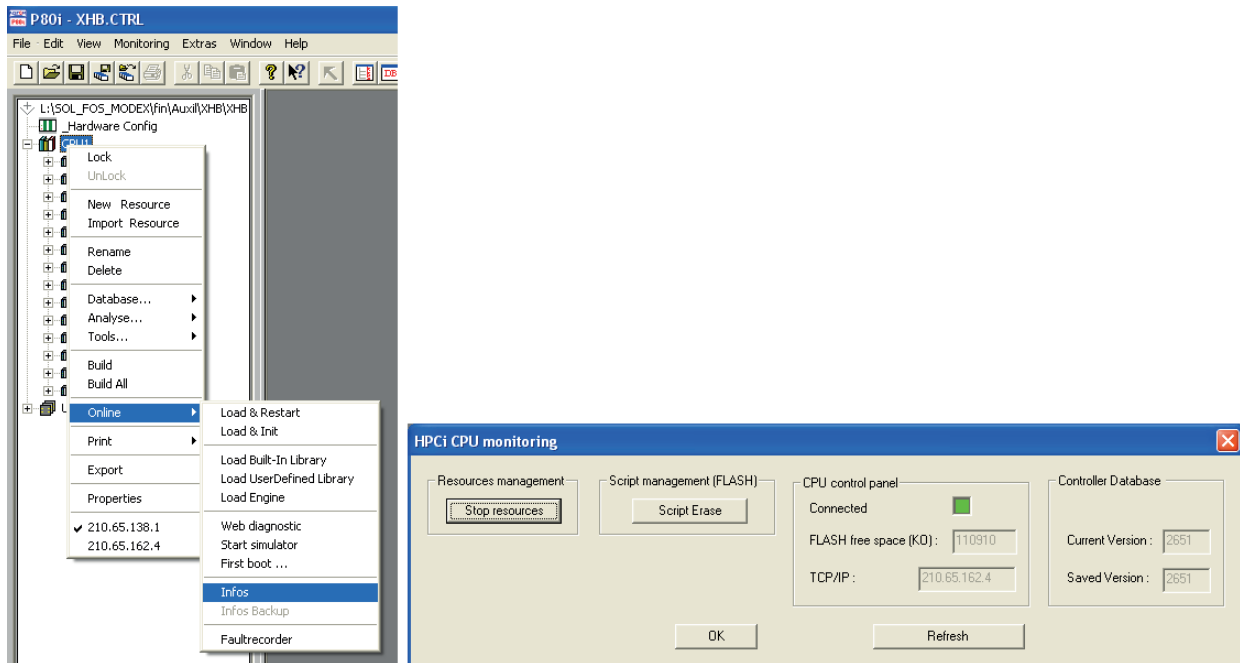 P80i - XHB.CTRL
File Edit View Monitoring Extras Window Help
L:\SOL_FOS_MODEX\fin\Auxil\XHB\XHB
_Hardware Config
CPU1
Lock
UnLock
New Resource
Import Resource
Rename
Delete
Database...
Analyse...
Tools...
Build
Build All
Online
Print
Export
Properties
210.65.138.1
210.65.162.4
Load & Restart
Load & Init
Load Built-In Library
Load UserDefined Library
Load Engine
Web diagnostic
Start simulator
First boot ...
Infos
Infos Backup
Faultrecorder
HPCi CPU monitoring
Resources management
Stop resources
Script management (FLASH)
Script Erase
CPU control panel
Connected
FLASH free space (KO) : 110910
TCP/IP : 210.65.162.4
Controller Database
Current Version : 2651
Saved Version : 2651
OK
Refresh